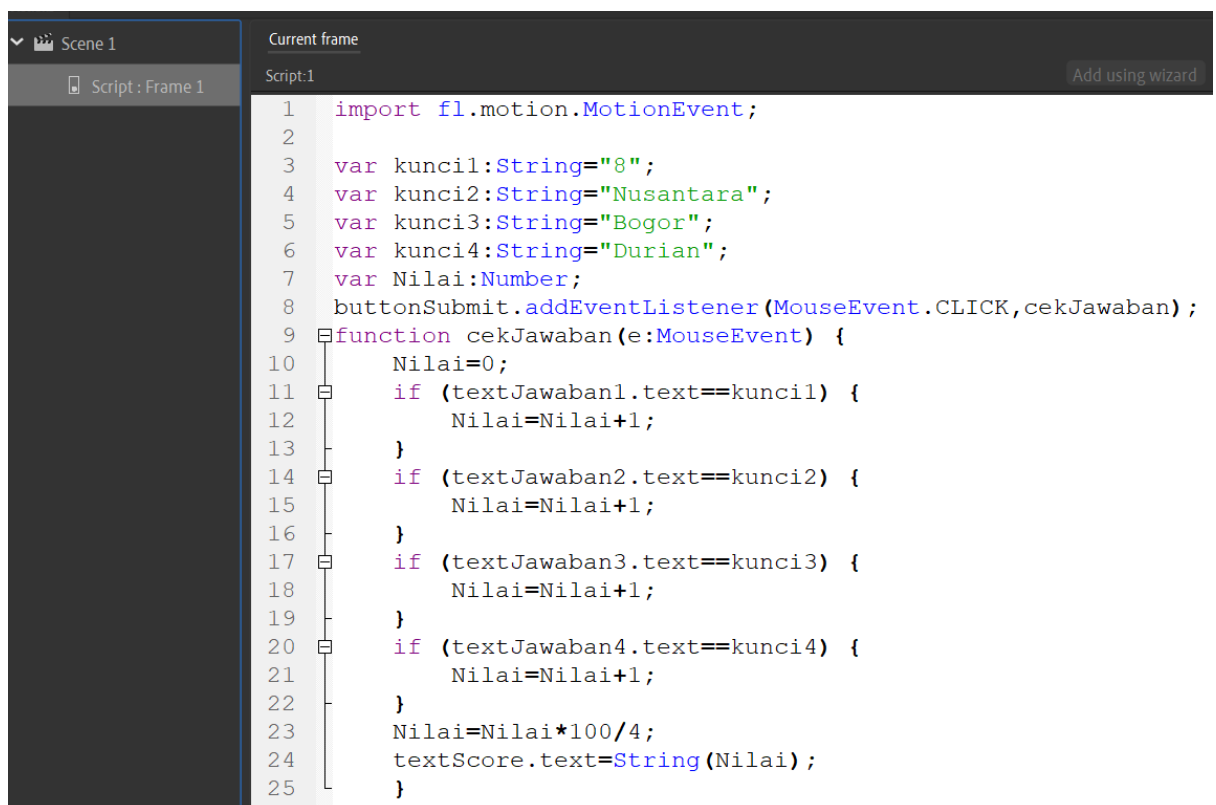 Scene 1
Script : Frame 1
Current frame
Script:1
Add using wizard
1 import fl.motion.MotionEvent;
2
3 var kunci1:String="8";
4 var kunci2:String="Nusantara";
5 var kunci3:String="Bogor";
6 var kunci4:String="Durian";
7 var Nilai:Number;
8 buttonSubmit.addEventListener(MouseEvent.CLICK,cekJawaban);
9 function cekJawaban(e:MouseEvent) {
10 Nilai=0;
11 if (textJawaban1.text==kunci1) {
12 Nilai=Nilai+1;
13 }
14 if (textJawaban2.text==kunci2) {
15 Nilai=Nilai+1;
16 }
17 if (textJawaban3.text==kunci3) {
18 Nilai=Nilai+1;
19 }
20 if (textJawaban4.text==kunci4) {
21 Nilai=Nilai+1;
22 }
23 Nilai=Nilai*100/4;
24 textScore.text=String(Nilai);
25 }